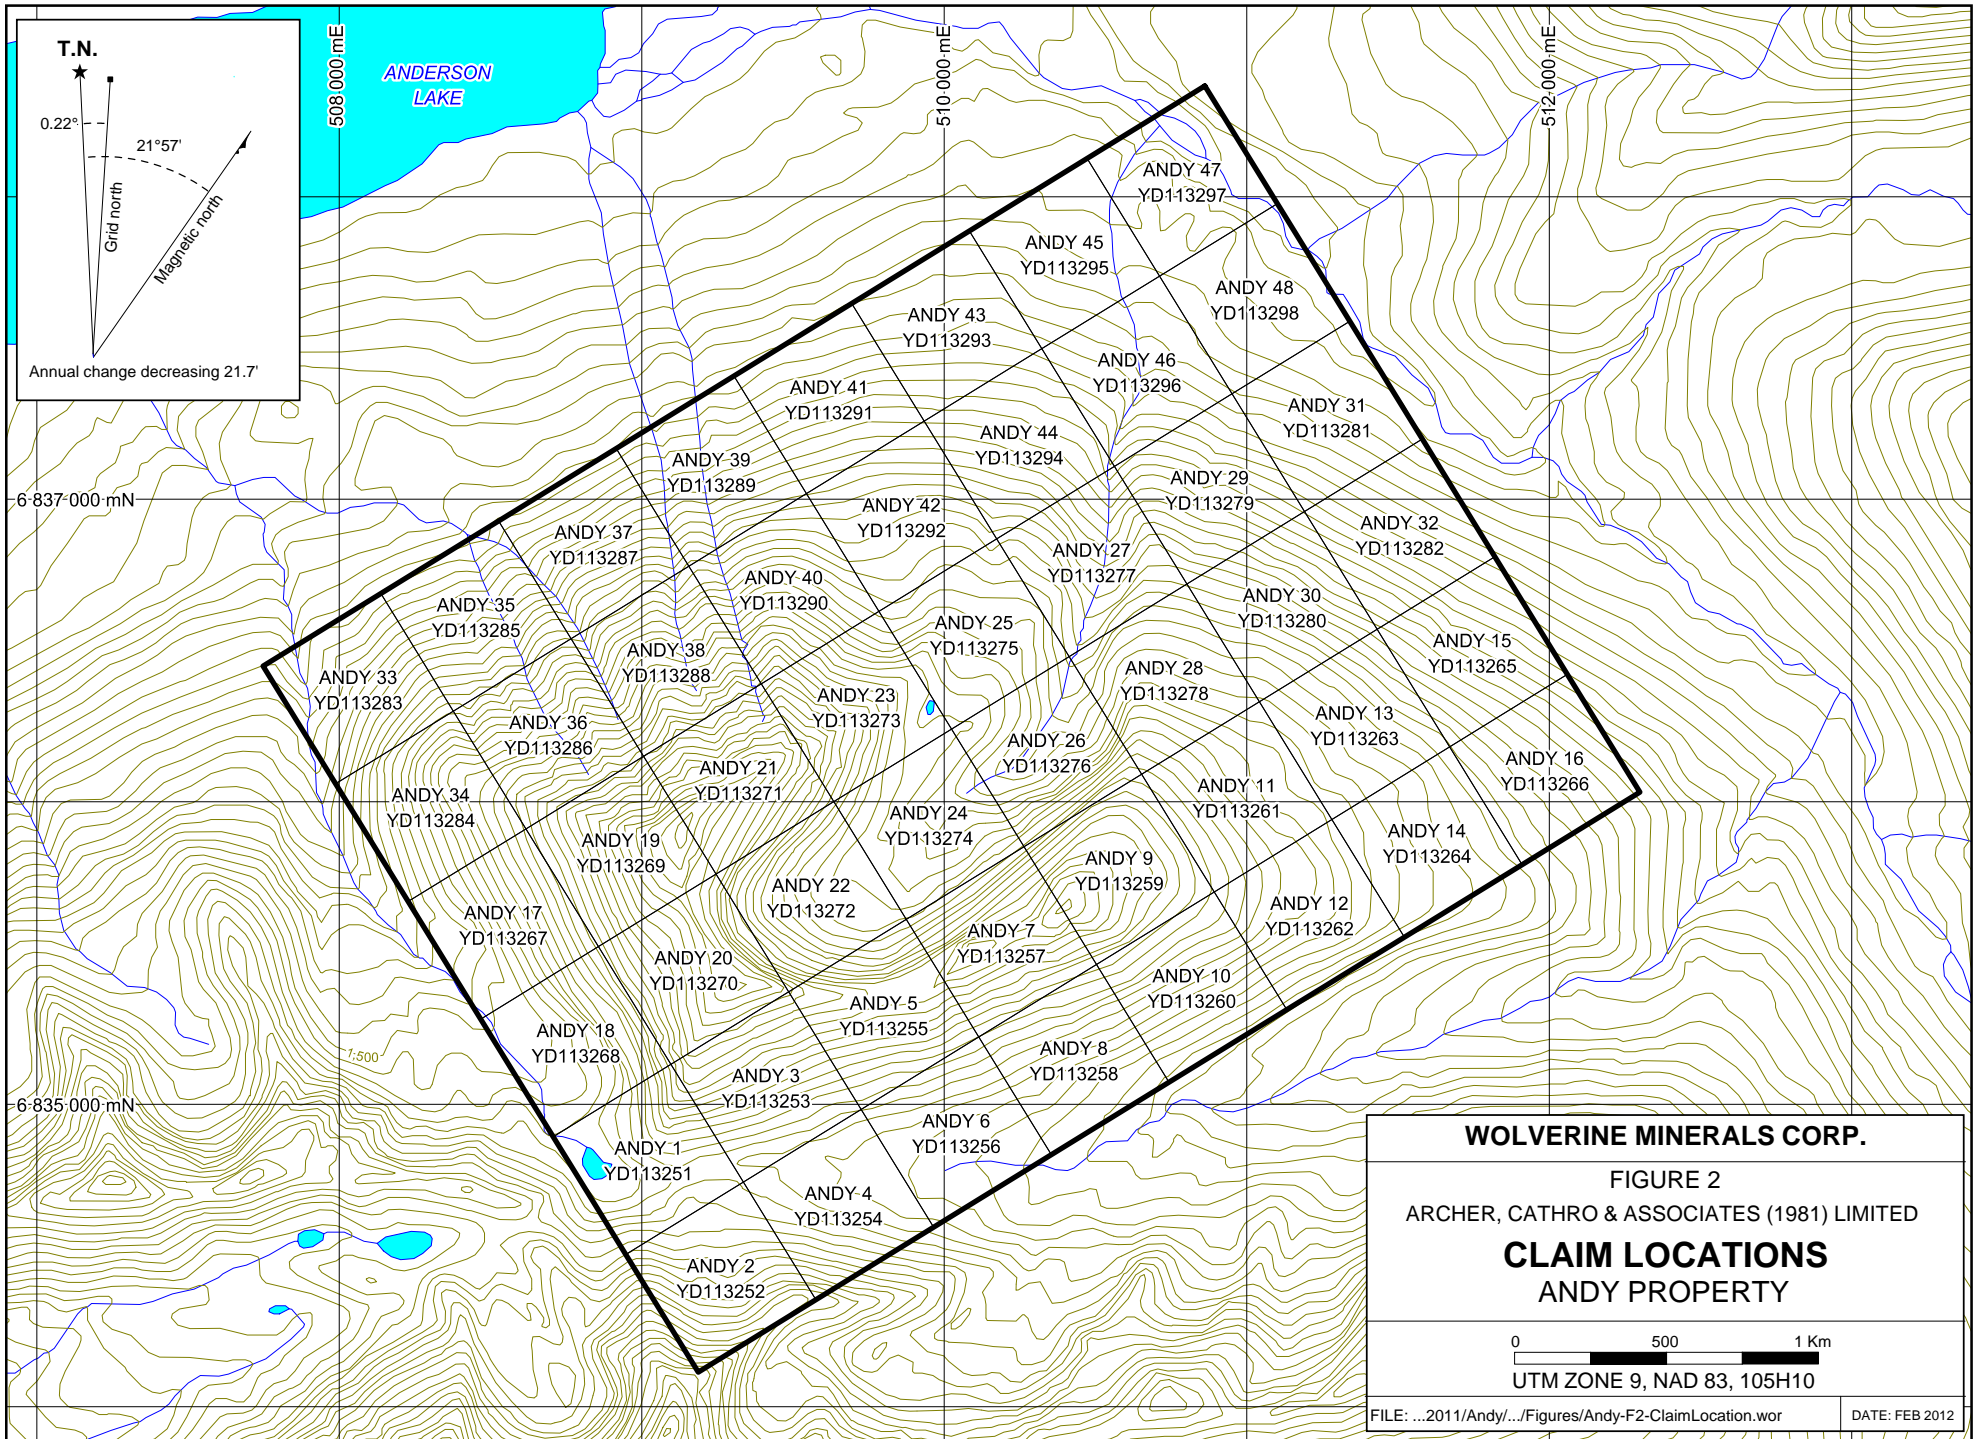 T.N.
0.22°
21°57'
Grid north
Magnetic north
Annual change decreasing 21.7'
ANDERSON
LAKE
508 000 mE
510 000 mE
512 000 mE
6 837 000 mN
6 835 000 mN
1,500
ANDY 47
YD113297
ANDY 45
YD113295
ANDY 48
YD113298
ANDY 43
YD113293
ANDY 46
YD113296
ANDY 41
YD113291
ANDY 31
YD113281
ANDY 44
YD113294
ANDY 39
YD113289
ANDY 29
YD113279
ANDY 42
YD113292
ANDY 37
YD113287
ANDY 32
YD113282
ANDY 27
YD113277
ANDY 40
YD113290
ANDY 35
YD113285
ANDY 30
YD113280
ANDY 25
YD113275
ANDY 15
YD113265
ANDY 38
YD113288
ANDY 33
YD113283
ANDY 28
YD113278
ANDY 23
YD113273
ANDY 13
YD113263
ANDY 36
YD113286
ANDY 26
YD113276
ANDY 16
YD113266
ANDY 21
YD113271
ANDY 11
YD113261
ANDY 34
YD113284
ANDY 24
YD113274
ANDY 14
YD113264
ANDY 19
YD113269
ANDY 9
YD113259
ANDY 22
YD113272
ANDY 12
YD113262
ANDY 17
YD113267
ANDY 7
YD113257
ANDY 20
YD113270
ANDY 10
YD113260
ANDY 5
YD113255
ANDY 18
YD113268
ANDY 8
YD113258
ANDY 3
YD113253
ANDY 6
YD113256
ANDY 1
YD113251
ANDY 4
YD113254
ANDY 2
YD113252
WOLVERINE MINERALS CORP.
FIGURE 2
ARCHER, CATHRO & ASSOCIATES (1981) LIMITED
CLAIM LOCATIONS
ANDY PROPERTY
0 500 1 Km
UTM ZONE 9, NAD 83, 105H10
FILE: ...2011/Andy/.../Figures/Andy-F2-ClaimLocation.wor
DATE: FEB 2012